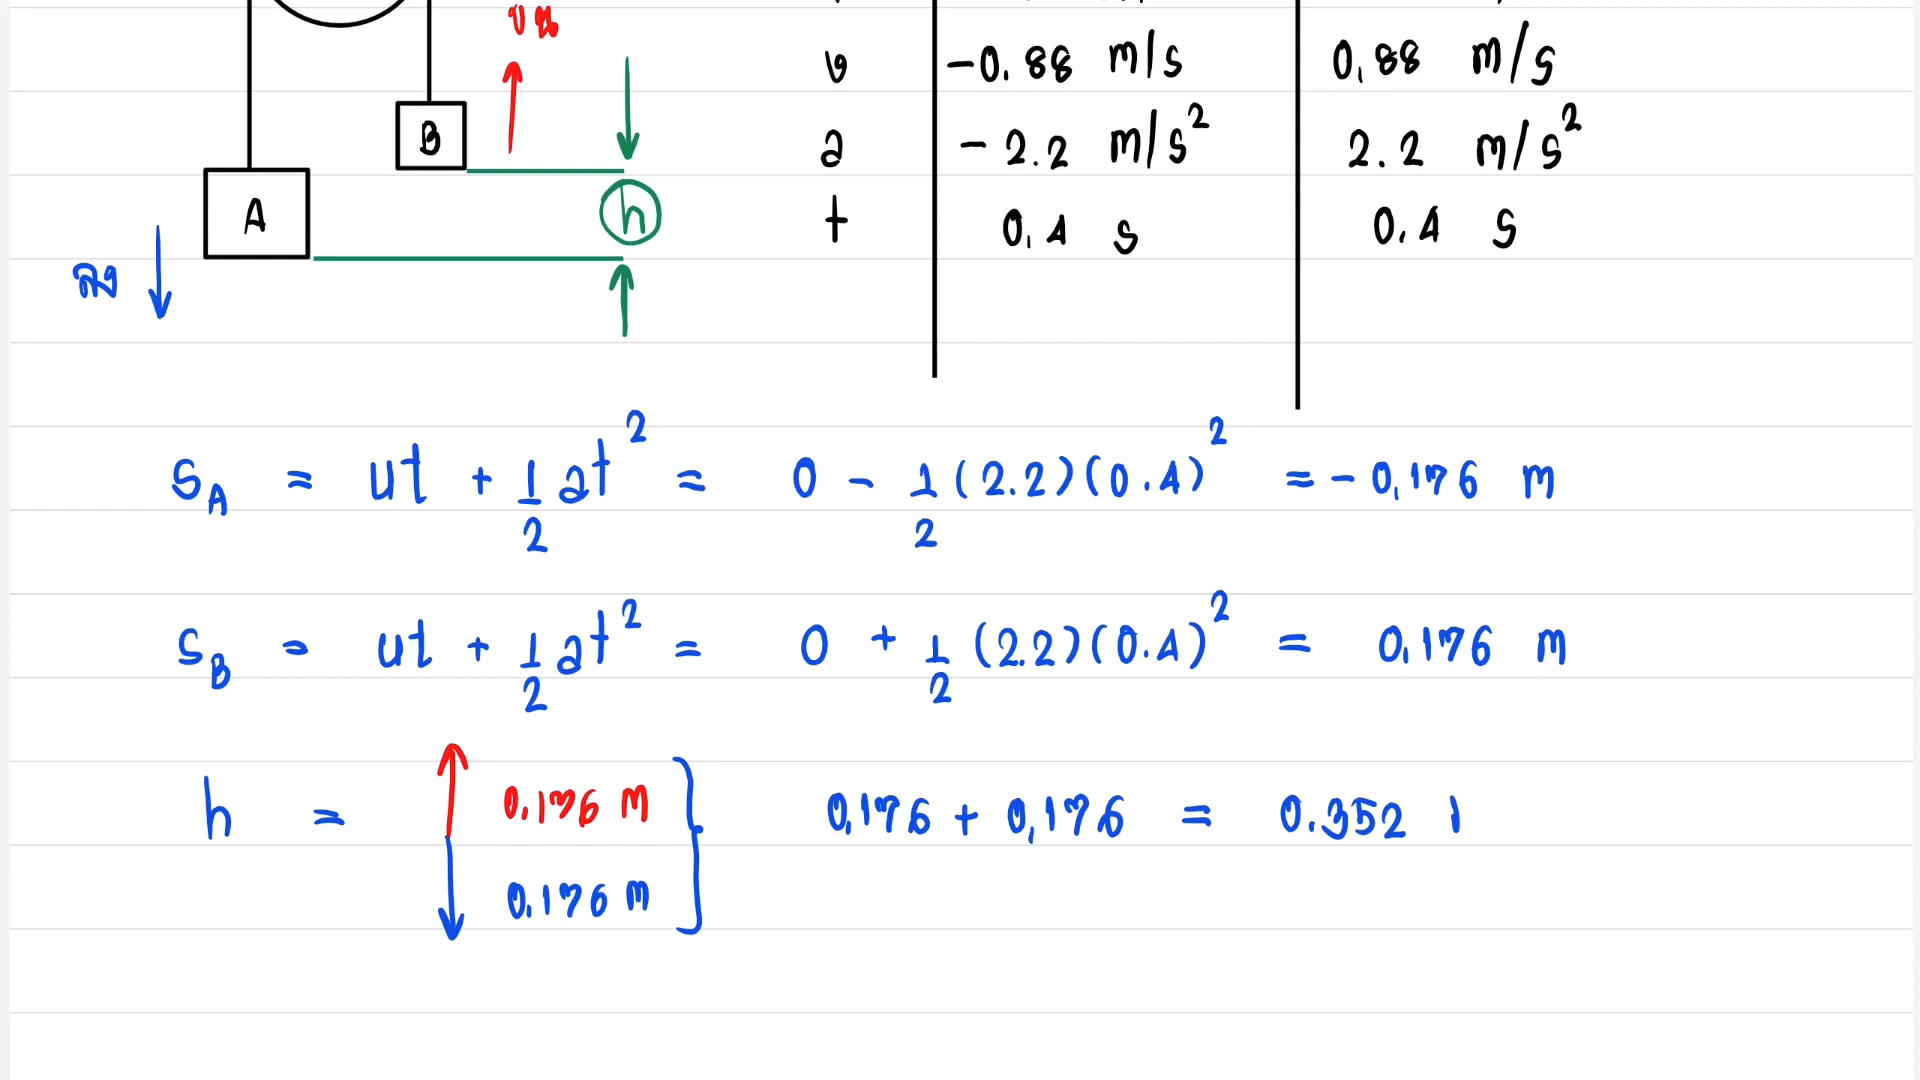 ขึ้น
v -0.88 m/s 0.88 m/s
B
a -2.2 m/s² 2.2 m/s²
A
h
t 0.4 s 0.4 s
ลง
S_A = ut + 1/2 at² = 0 - 1/2 (2.2)(0.4)² = -0.176 m
S_B = ut + 1/2 at² = 0 + 1/2 (2.2)(0.4)² = 0.176 m
h = 0.176 m 0.176 + 0.176 = 0.352
0.176 m